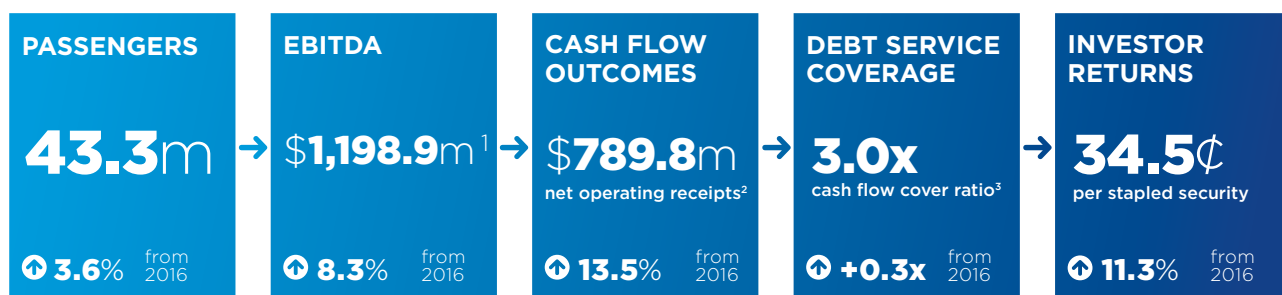 PASSENGERS
43.3m
3.6% from
2016
EBITDA
$1,198.9m¹
8.3% from
2016
CASH FLOW
OUTCOMES
$789.8m
net operating receipts²
13.5% from
2016
DEBT SERVICE
COVERAGE
3.0x
cash flow cover ratio³
+0.3x from
2016
INVESTOR
RETURNS
34.5¢
per stapled security
11.3% from
2016